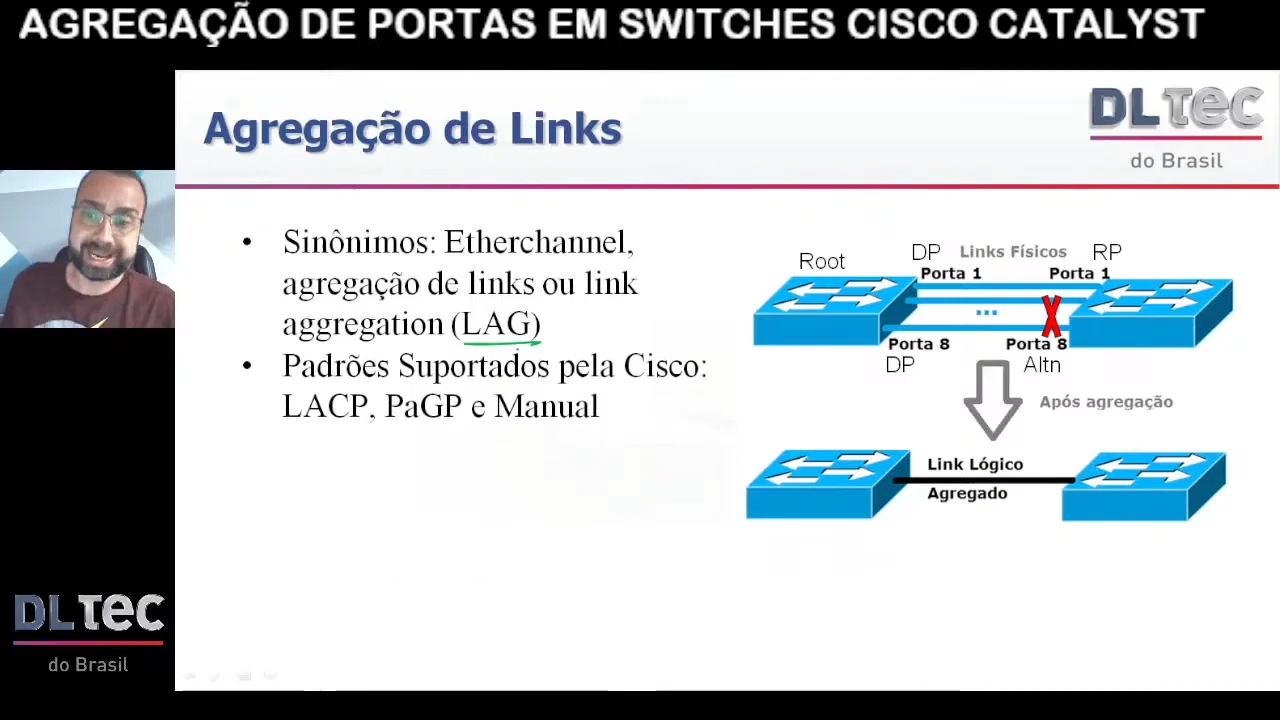 AGREGAÇÃO DE PORTAS EM SWITCHES CISCO CATALYST
Agregação de Links
DLTEC
do Brasil
• Sinônimos: Etherchannel,
agregação de links ou link
aggregation (LAG)
• Padrões Suportados pela Cisco:
LACP, PaGP e Manual
Root
DP
Links Físicos
RP
Porta 1
Porta 1
...
Porta 8
Porta 8
DP
Altn
Após agregação
Link Lógico
Agregado
DLTEC
do Brasil